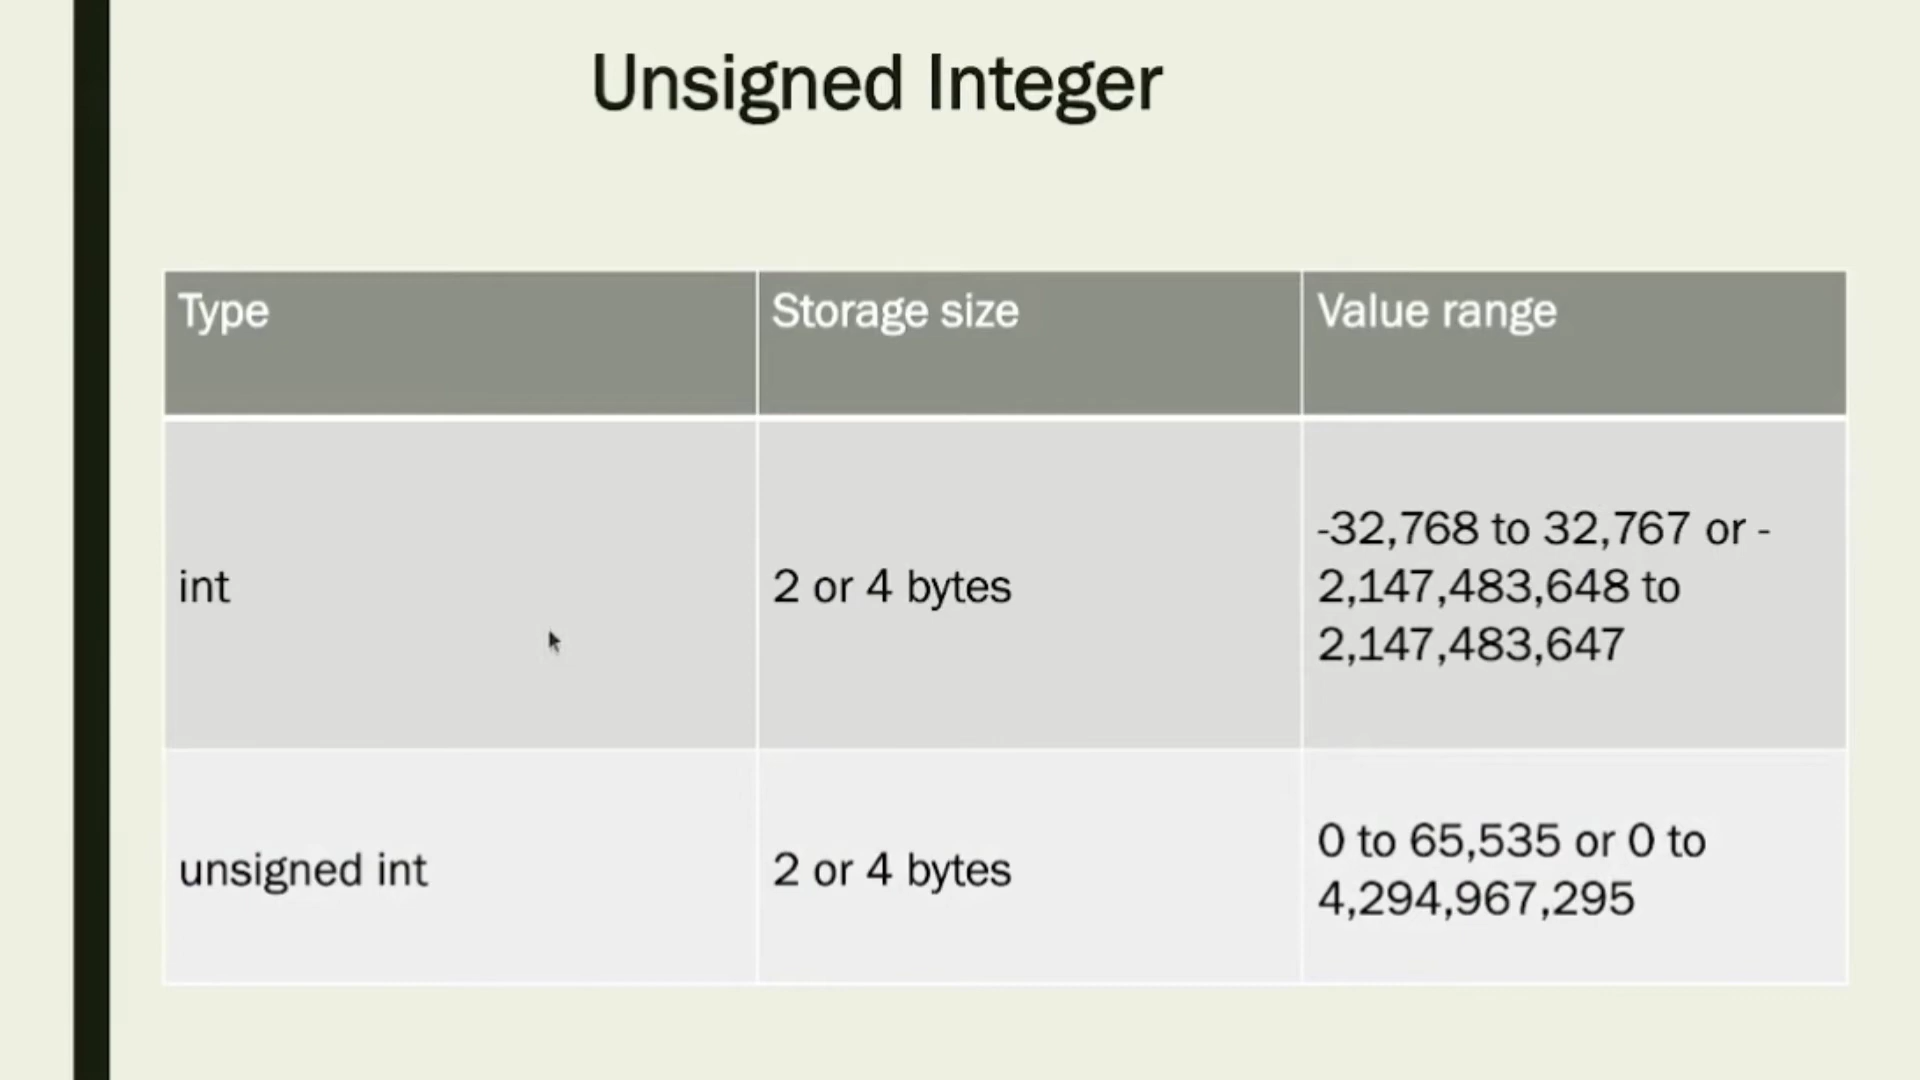 Unsigned Integer
Type
Storage size
Value range
int
2 or 4 bytes
-32,768 to 32,767 or -
2,147,483,648 to
2,147,483,647
unsigned int
2 or 4 bytes
0 to 65,535 or 0 to
4,294,967,295